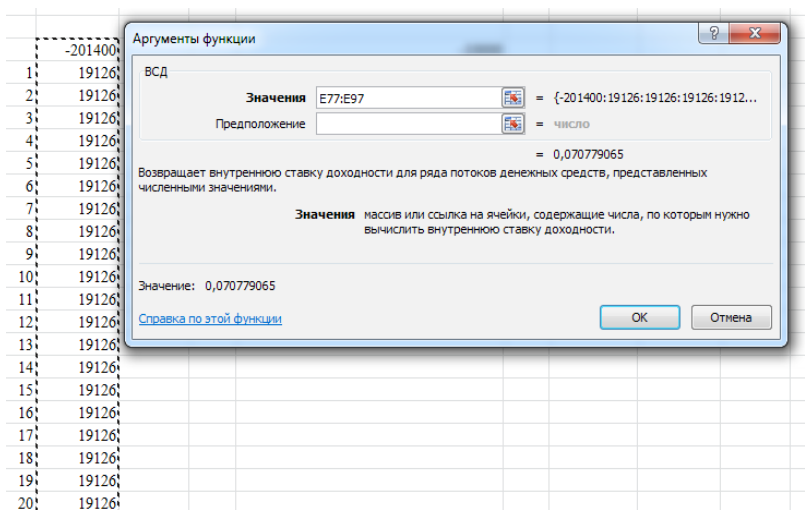 Аргументы функции
-201400
1 19126
ВСД
2 19126
Значения E77:E97 = {-201400:19126:19126:19126:1912...
3 19126
Предположение = число
4 19126
= 0,070779065
5 19126
Возвращает внутреннюю ставку доходности для ряда потоков денежных средств, представленных
6 19126
численными значениями.
7 19126
Значения массив или ссылка на ячейки, содержащие числа, по которым нужно
8 19126
вычислить внутреннюю ставку доходности.
9 19126
10 19126
Значение: 0,070779065
11 19126
12 19126
Справка по этой функции ОК Отмена
13 19126
14 19126
15 19126
16 19126
17 19126
18 19126
19 19126
20 19126